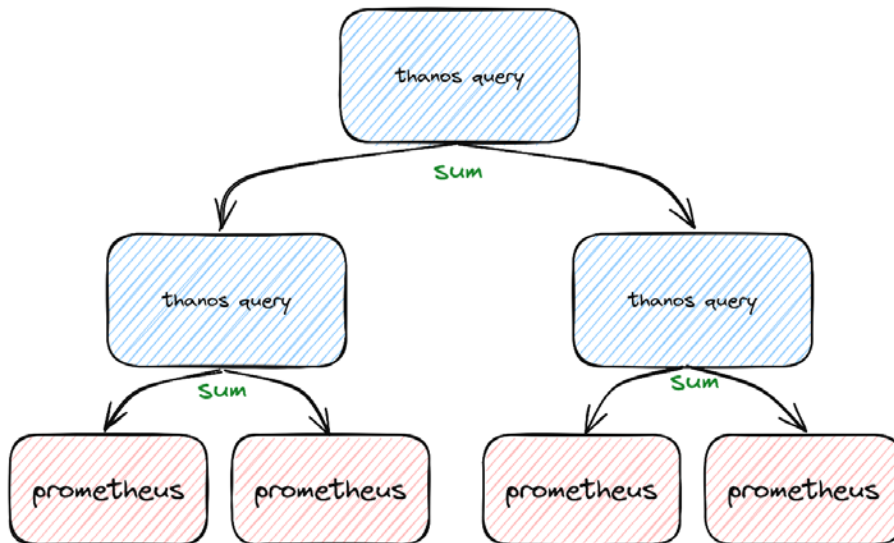 thanos query
sum
thanos query
thanos query
sum
sum
prometheus
prometheus
prometheus
prometheus